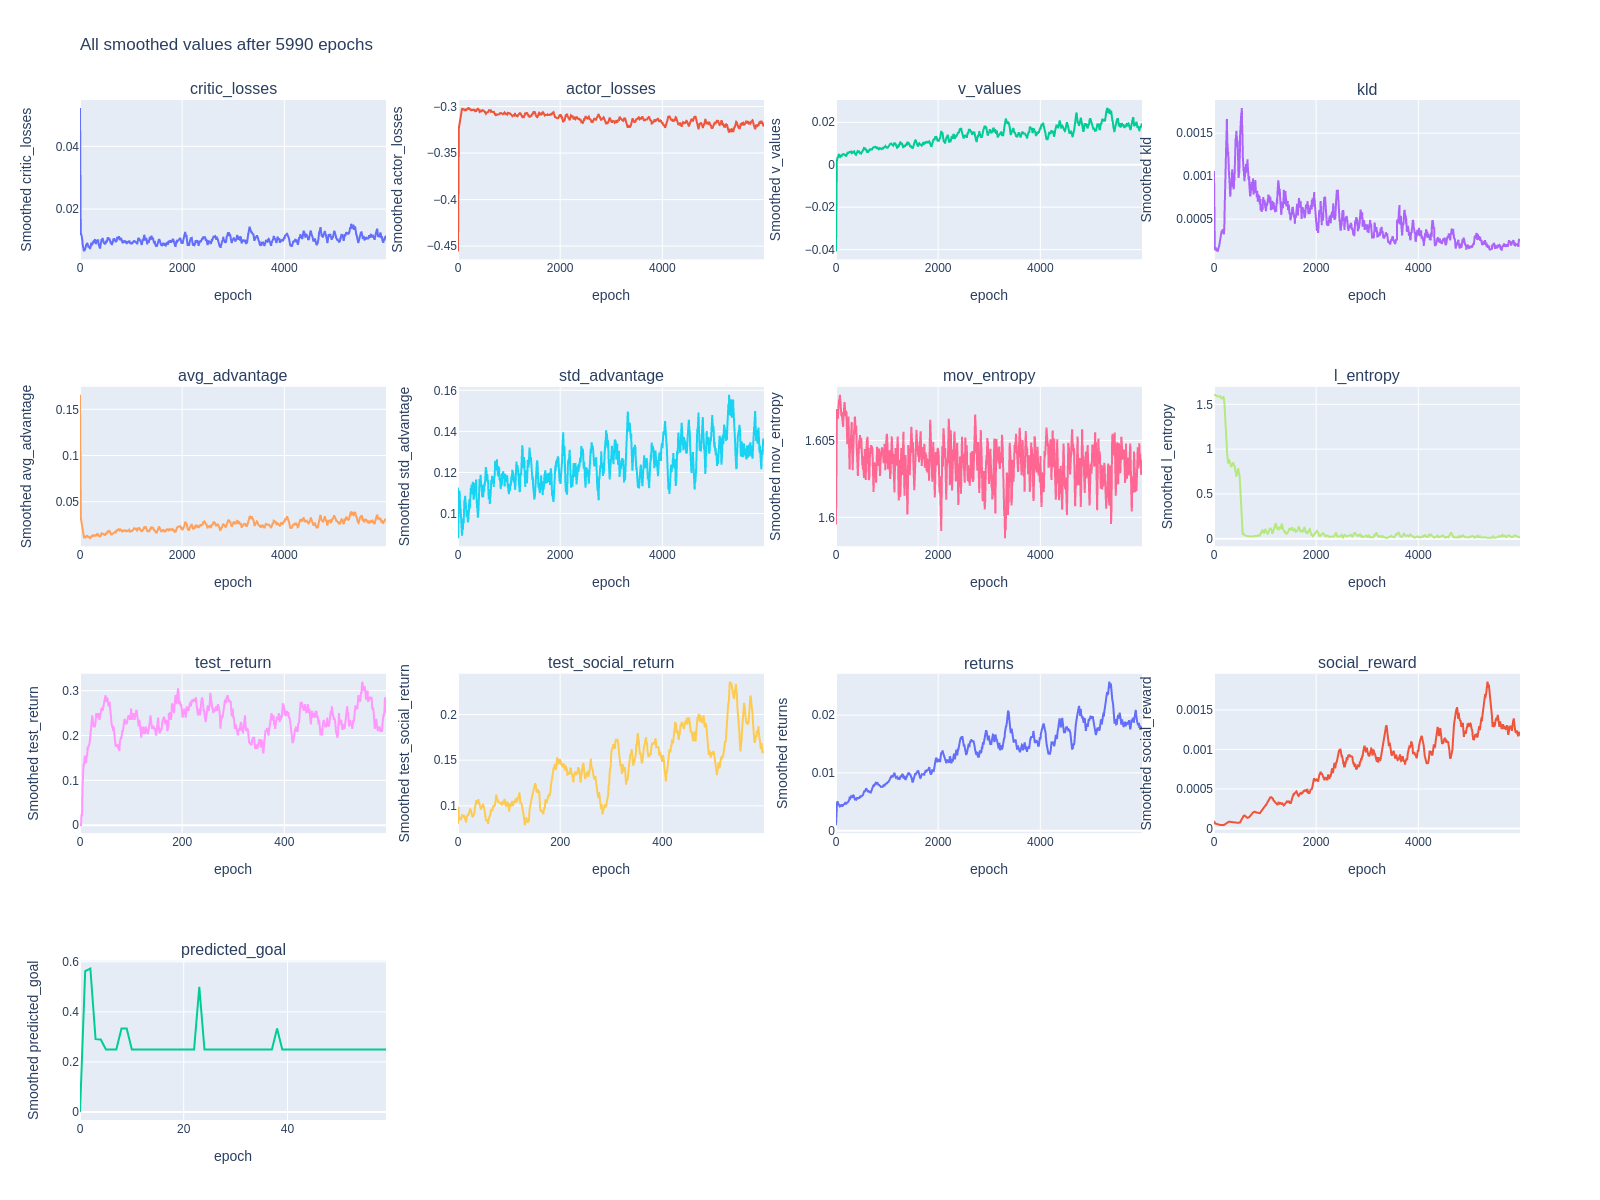 All smoothed values after 5990 epochs
critic_losses
Smoothed critic_losses
0.04
0.02
0
2000
4000
epoch
actor_losses
Smoothed actor_losses
−0.3
−0.35
−0.4
−0.45
0
2000
4000
epoch
v_values
Smoothed v_values
0.02
0
−0.02
−0.04
0
2000
4000
epoch
kld
Smoothed kld
0.0015
0.001
0.0005
0
2000
4000
epoch
avg_advantage
Smoothed avg_advantage
0.15
0.1
0.05
0
2000
4000
epoch
std_advantage
Smoothed std_advantage
0.16
0.14
0.12
0.1
0
2000
4000
epoch
mov_entropy
Smoothed mov_entropy
1.605
1.6
0
2000
4000
epoch
l_entropy
Smoothed l_entropy
1.5
1
0.5
0
0
2000
4000
epoch
test_return
Smoothed test_return
0.3
0.2
0.1
0
0
200
400
epoch
test_social_return
Smoothed test_social_return
0.2
0.15
0.1
0
200
400
epoch
returns
Smoothed returns
0.02
0.01
0
0
2000
4000
epoch
social_reward
Smoothed social_reward
0.0015
0.001
0.0005
0
0
2000
4000
epoch
predicted_goal
Smoothed predicted_goal
0.6
0.4
0.2
0
0
20
40
epoch